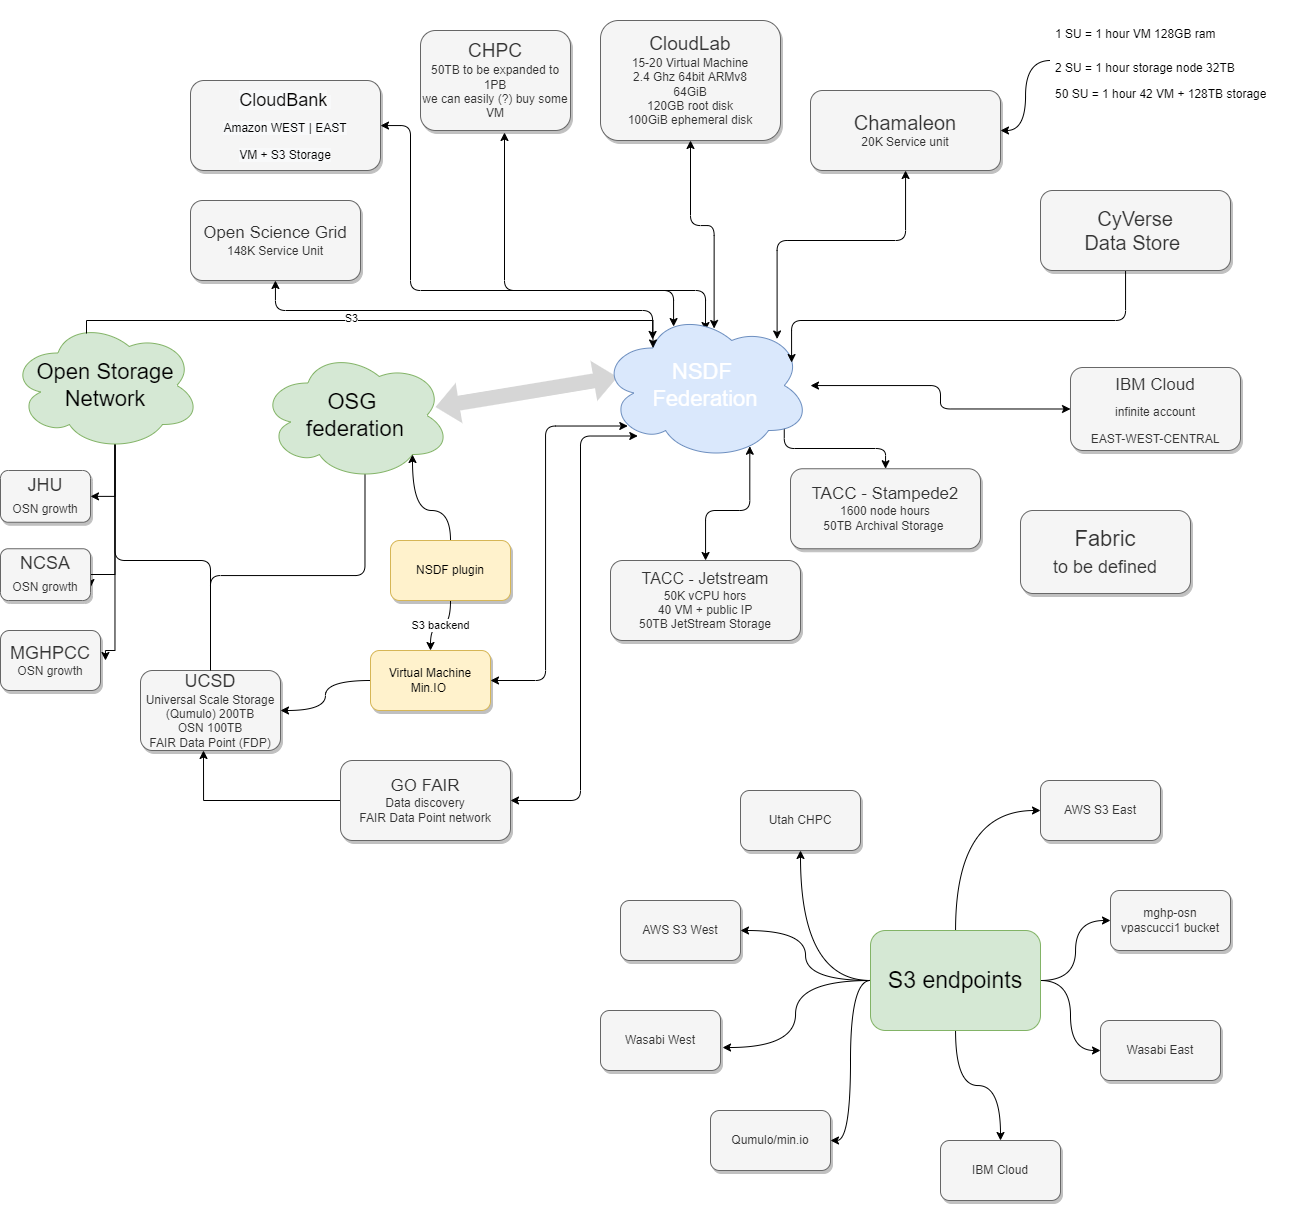 1 SU = 1 hour VM 128GB ram
2 SU = 1 hour storage node 32TB
50 SU = 1 hour 42 VM + 128TB storage
CloudBank
Amazon WEST | EAST
VM + S3 Storage
CHPC
50TB to be expanded to
1PB
we can easily (?) buy some
VM
CloudLab
15-20 Virtual Machine
2.4 Ghz 64bit ARMv8
64GiB
120GB root disk
100GiB ephemeral disk
Chamaleon
20K Service unit
Open Science Grid
148K Service Unit
CyVerse
Data Store
S3
Open Storage
Network
OSG
federation
NSDF
Federation
IBM Cloud
infinite account
EAST-WEST-CENTRAL
JHU
OSN growth
NCSA
OSN growth
MGHPCC
OSN growth
NSDF plugin
S3 backend
Virtual Machine
Min.IO
TACC - Stampede2
1600 node hours
50TB Archival Storage
TACC - Jetstream
50K vCPU hors
40 VM + public IP
50TB JetStream Storage
Fabric
to be defined
UCSD
Universal Scale Storage
(Qumulo) 200TB
OSN 100TB
FAIR Data Point (FDP)
GO FAIR
Data discovery
FAIR Data Point network
Utah CHPC
AWS S3 East
AWS S3 West
mghp-osn
vpascucci1 bucket
S3 endpoints
Wasabi West
Wasabi East
Qumulo/min.io
IBM Cloud